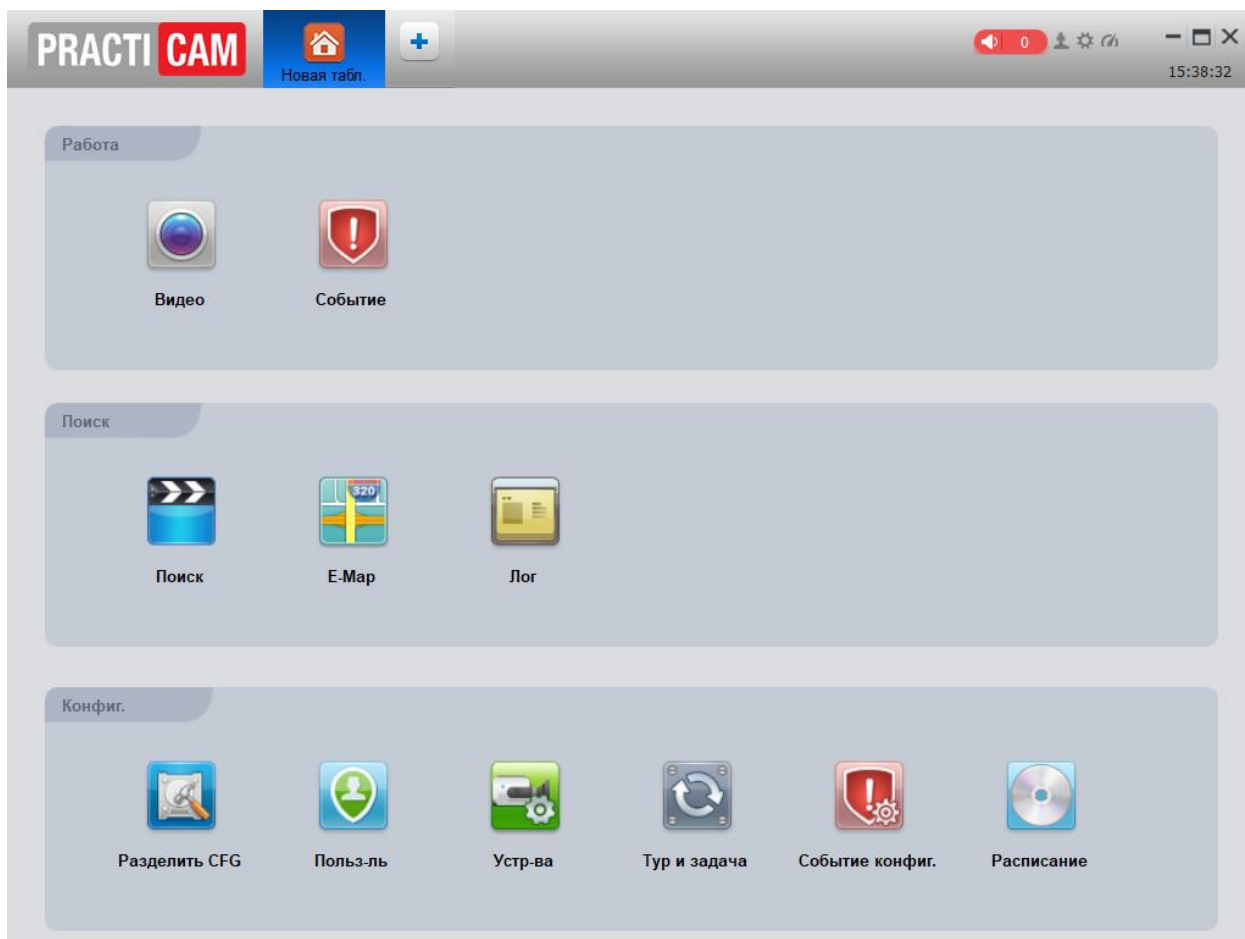 PRACTI CAM
Новая табл.
0
15:38:32
Работа
Видео
Событие
Поиск
320
Поиск
E-Map
Лог
Конфиг.
Разделить CFG
Польз-ль
Устр-ва
Тур и задача
Событие конфиг.
Расписание